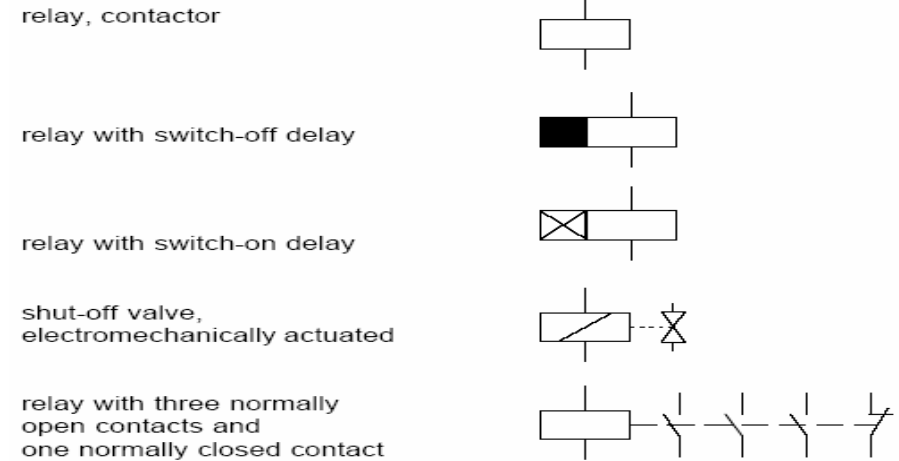 relay, contactor
relay with switch-off delay
relay with switch-on delay
shut-off valve,
electromechanically actuated
relay with three normally
open contacts and
one normally closed contact